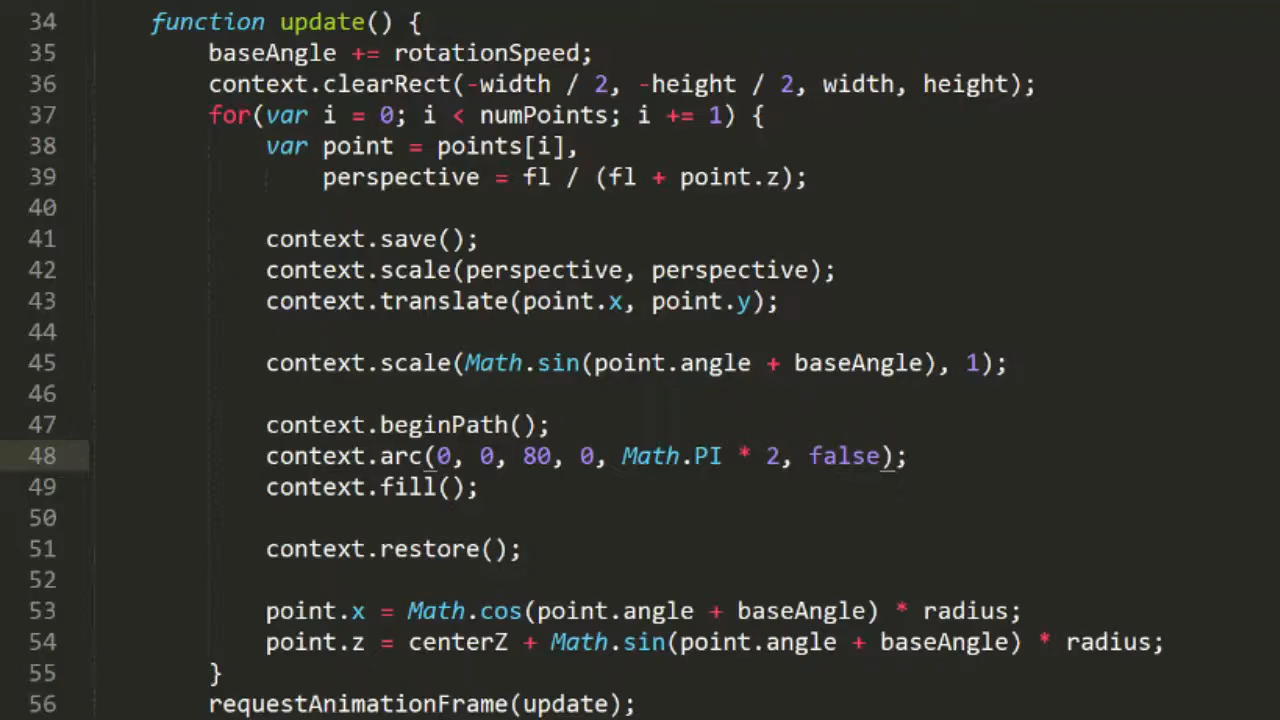 34 function update() {
35 baseAngle += rotationSpeed;
36 context.clearRect(-width / 2, -height / 2, width, height);
37 for(var i = 0; i < numPoints; i += 1) {
38 var point = points[i],
39 perspective = fl / (fl + point.z);
40
41 context.save();
42 context.scale(perspective, perspective);
43 context.translate(point.x, point.y);
44
45 context.scale(Math.sin(point.angle + baseAngle), 1);
46
47 context.beginPath();
48 context.arc(0, 0, 80, 0, Math.PI * 2, false);
49 context.fill();
50
51 context.restore();
52
53 point.x = Math.cos(point.angle + baseAngle) * radius;
54 point.z = centerZ + Math.sin(point.angle + baseAngle) * radius;
55 }
56 requestAnimationFrame(update);